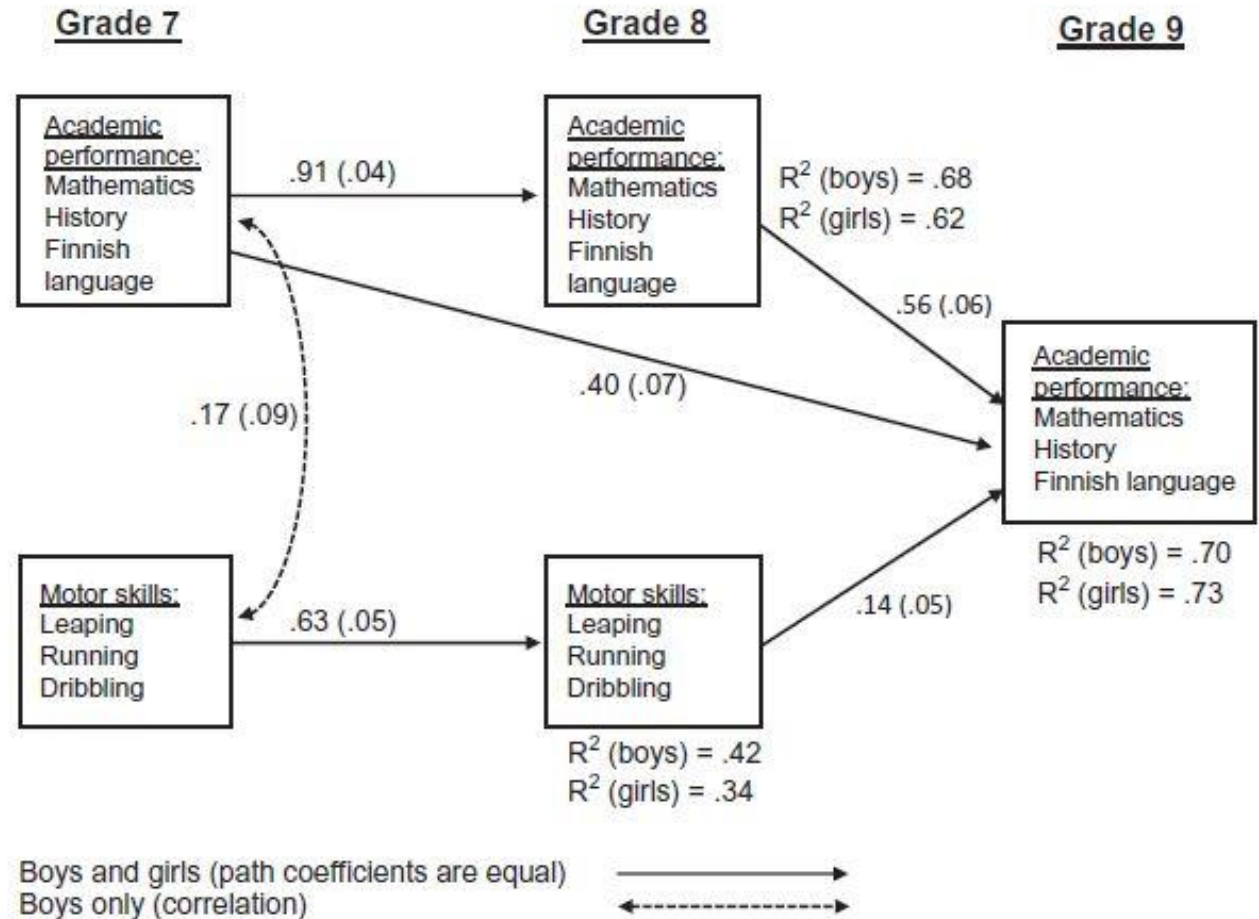 Grade 7
Grade 8
Grade 9
Academic
performance:
Mathematics
History
Finnish
language
.91 (.04)
Academic
performance:
Mathematics
History
Finnish
language
R² (boys) = .68
R² (girls) = .62
.56 (.06)
.40 (.07)
.17 (.09)
Academic
performance:
Mathematics
History
Finnish language
R² (boys) = .70
R² (girls) = .73
Motor skills:
Leaping
Running
Dribbling
.63 (.05)
Motor skills:
Leaping
Running
Dribbling
.14 (.05)
R² (boys) = .42
R² (girls) = .34
Boys and girls (path coefficients are equal)
Boys only (correlation)